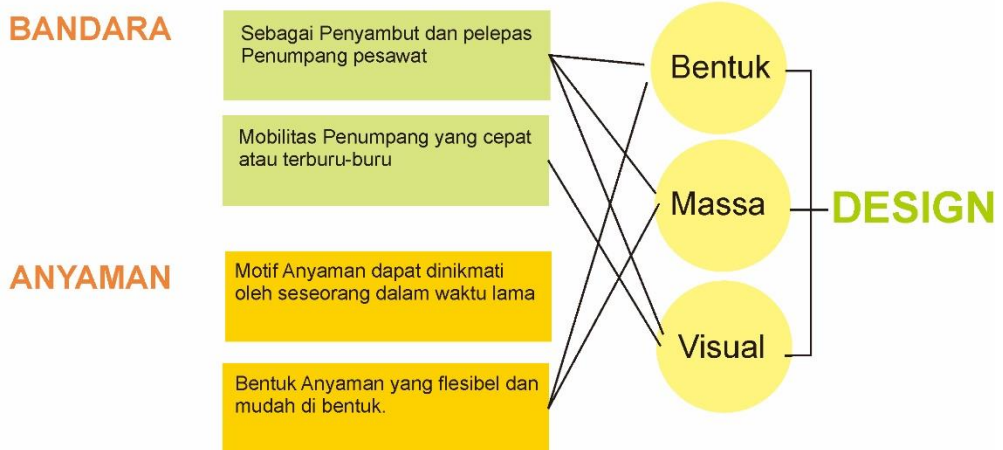 BANDARA
Sebagai Penyambut dan pelepas
Penumpang pesawat
Mobilitas Penumpang yang cepat
atau terburu-buru
ANYAMAN
Motif Anyaman dapat dinikmati
oleh seseorang dalam waktu lama
Bentuk Anyaman yang flesibel dan
mudah di bentuk.
Bentuk
Massa
Visual
DESIGN